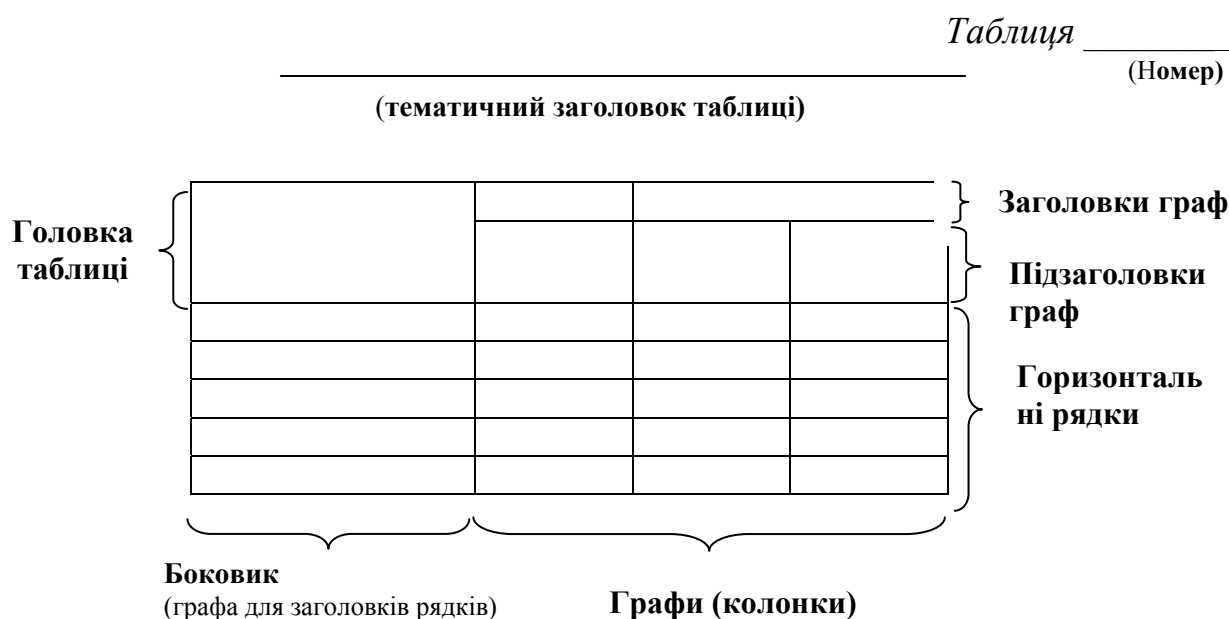 Таблиця ________
(Номер)
(тематичний заголовок таблиці)
Заголовки граф
Головка
таблиці
Підзаголовки
граф
Горизонталь
ні рядки
Боковик
(графа для заголовків рядків)
Графи (колонки)